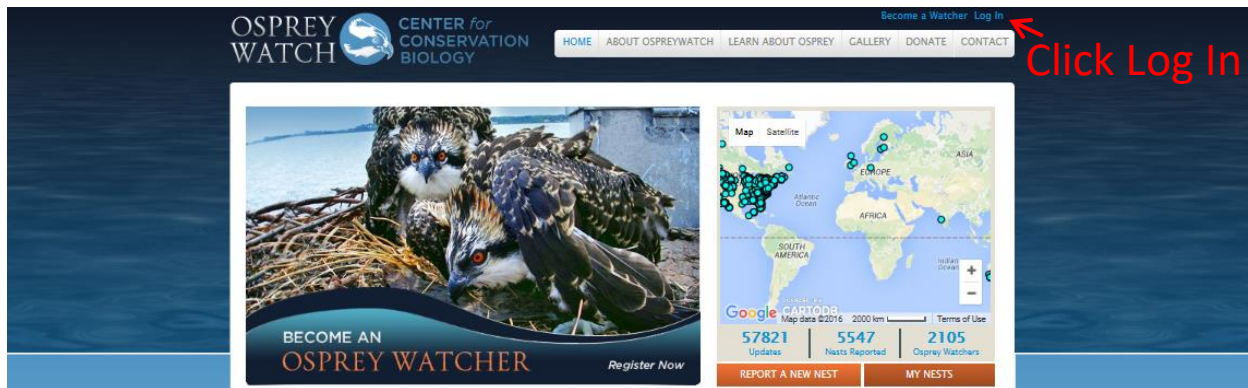 Become a Watcher Log In
OSPREY
WATCH
CENTER for
CONSERVATION
BIOLOGY
HOME ABOUT OSPREYWATCH LEARN ABOUT OSPREY GALLERY DONATE CONTACT
Click Log In
Map Satellite
ASIA
EUROPE
Atlantic
Ocean
AFRICA
SOUTH
AMERICA
Indian
Ocean
+
−
Google
CARTODB
Map data ©2016 2000 km Terms of Use
BECOME AN
OSPREY WATCHER
Register Now
57821 5547 2105
Updates Nests Reported Osprey Watchers
REPORT A NEW NEST MY NESTS